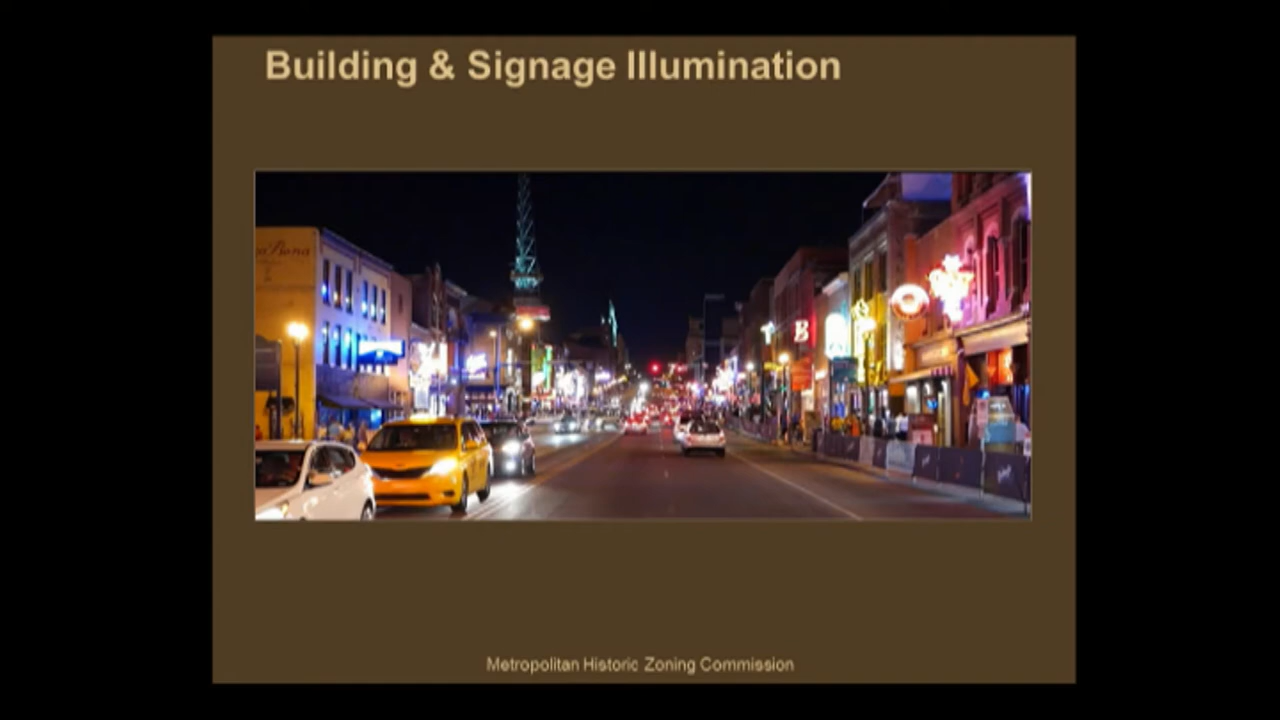 Building & Signage Illumination
B
Metropolitan Historic Zoning Commission